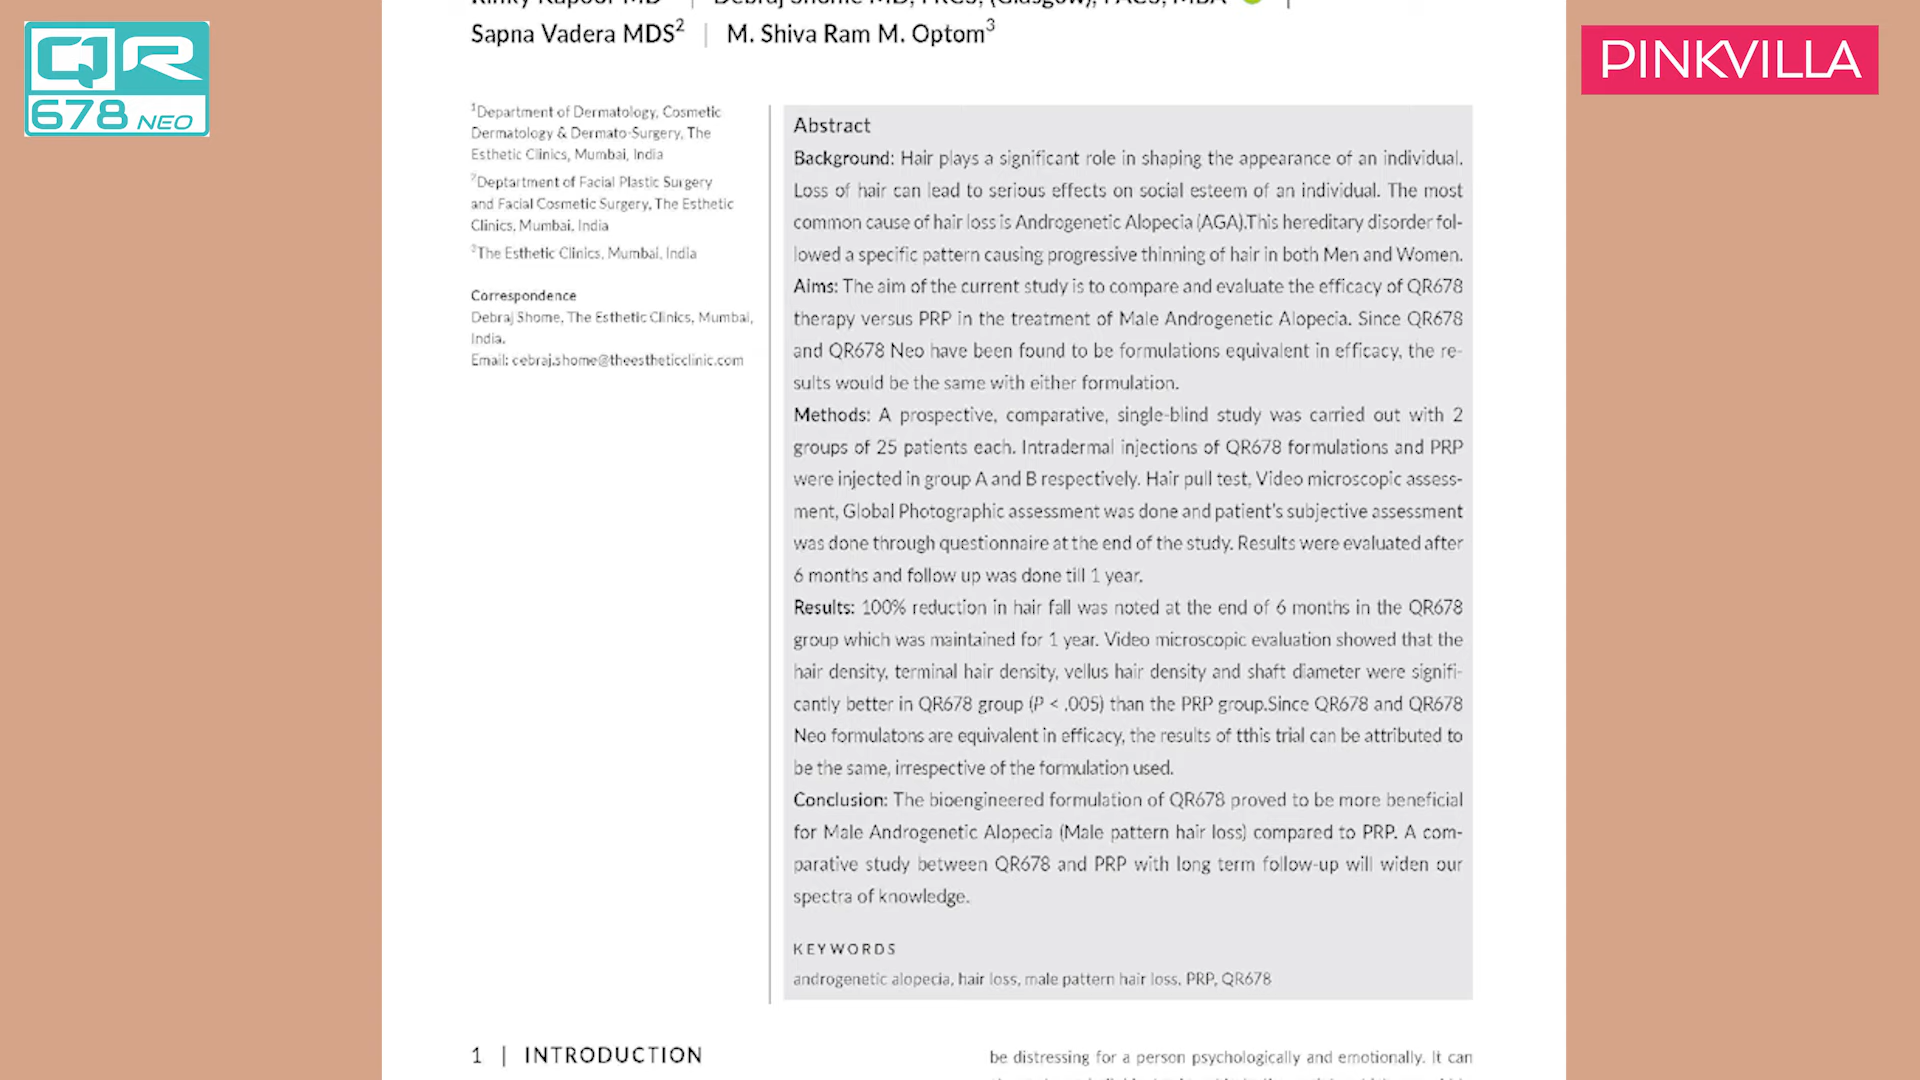 QR
678 NEO
PINKVILLA
Rinky Kapoor MD | Debraj Shome MD, FRCS, (Glasgow), FACS, MBA |
Sapna Vadera MDS2 | M. Shiva Ram M. Optom3
1Department of Dermatology, Cosmetic
Dermatology & Dermato-Surgery, The
Esthetic Clinics, Mumbai, India
2Deptartment of Facial Plastic Surgery
and Facial Cosmetic Surgery, The Esthetic
Clinics, Mumbai, India
3The Esthetic Clinics, Mumbai, India
Correspondence
Debraj Shome, The Esthetic Clinics, Mumbai,
India.
Email: cebraj.shome@theestheticclinic.com
Abstract
Background: Hair plays a significant role in shaping the appearance of an individual.
Loss of hair can lead to serious effects on social esteem of an individual. The most
common cause of hair loss is Androgenetic Alopecia (AGA).This hereditary disorder fol-
lowed a specific pattern causing progressive thinning of hair in both Men and Women.
Aims: The aim of the current study is to compare and evaluate the efficacy of QR678
therapy versus PRP in the treatment of Male Androgenetic Alopecia. Since QR678
and QR678 Neo have been found to be formulations equivalent in efficacy, the re-
sults would be the same with either formulation.
Methods: A prospective, comparative, single-blind study was carried out with 2
groups of 25 patients each. Intradermal injections of QR678 formulations and PRP
were injected in group A and B respectively. Hair pull test, Video microscopic assess-
ment, Global Photographic assessment was done and patient's subjective assessment
was done through questionnaire at the end of the study. Results were evaluated after
6 months and follow up was done till 1 year.
Results: 100% reduction in hair fall was noted at the end of 6 months in the QR678
group which was maintained for 1 year. Video microscopic evaluation showed that the
hair density, terminal hair density, vellus hair density and shaft diameter were signifi-
cantly better in QR678 group (P < .005) than the PRP group.Since QR678 and QR678
Neo formulatons are equivalent in efficacy, the results of tthis trial can be attributed to
be the same, irrespective of the formulation used.
Conclusion: The bioengineered formulation of QR678 proved to be more beneficial
for Male Androgenetic Alopecia (Male pattern hair loss) compared to PRP. A com-
parative study between QR678 and PRP with long term follow-up will widen our
spectra of knowledge.
KEYWORDS
androgenetic alopecia, hair loss, male pattern hair loss, PRP, QR678
1 | INTRODUCTION
be distressing for a person psychologically and emotionally. It can